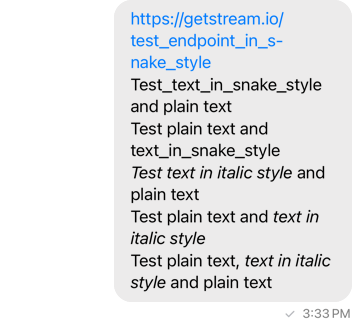 https://getstream.io/
test_endpoint_in_s-
nake_style
Test_text_in_snake_style
and plain text
Test plain text and
text_in_snake_style
Test text in italic style and
plain text
Test plain text and text in
italic style
Test plain text, text in italic
style and plain text
3:33 PM